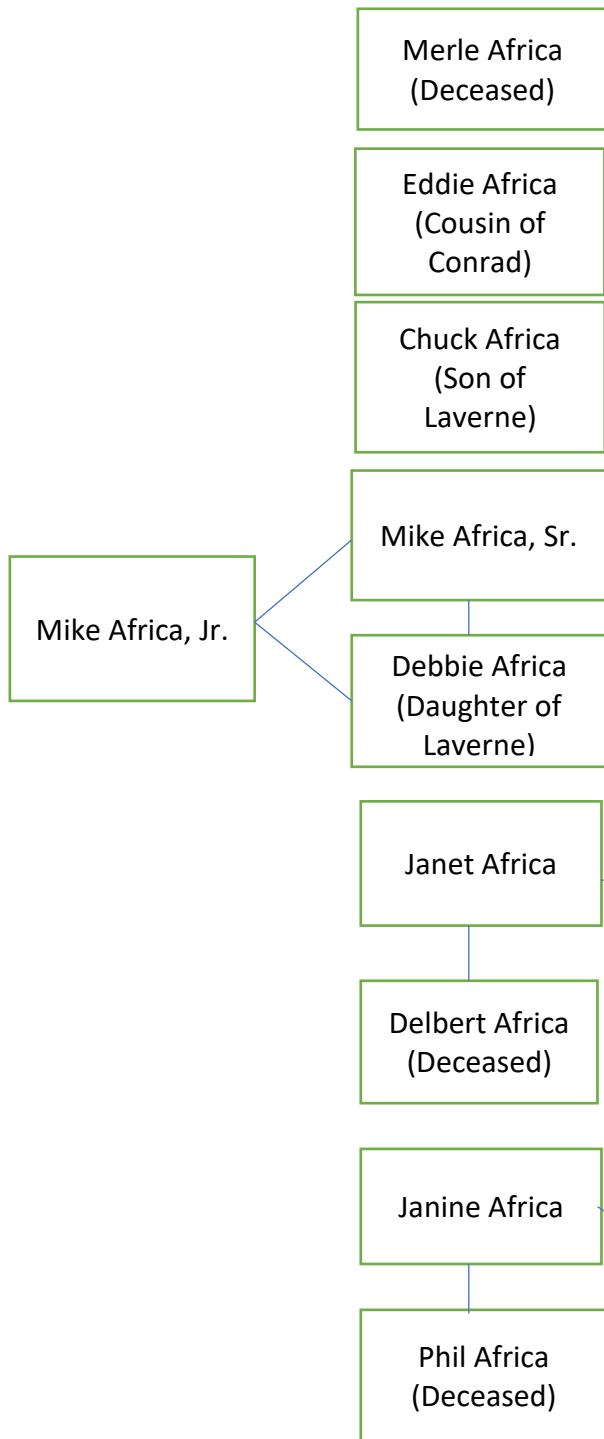 Merle Africa
(Deceased)
Eddie Africa
(Cousin of
Conrad)
Chuck Africa
(Son of
Laverne)
Mike Africa, Sr.
Mike Africa, Jr.
Debbie Africa
(Daughter of
Laverne)
Janet Africa
Delbert Africa
(Deceased)
Janine Africa
Phil Africa
(Deceased)